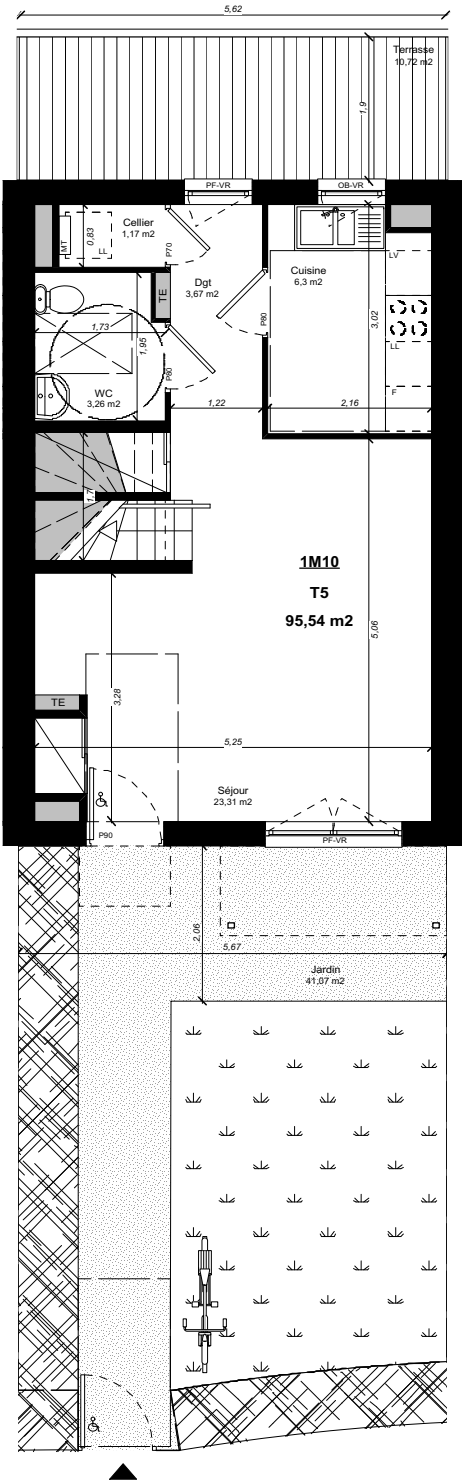 5,62
Terrasse
10,72 m2
1,9
PF-VR
OB-VR
Cellier
1,17 m2
0,83
MT
LL
P70
Dgt
3,67 m2
Cuisine
6,3 m2
LV
TE
P80
3,02
LL
1,73
1,95
P80
WC
3,26 m2
F
1,22
2,16
1,7
1M10
T5
95,54 m2
5,06
3,28
TE
5,25
Séjour
23,31 m2
P90
PF-VR
2,06
5,67
Jardin
41,07 m2